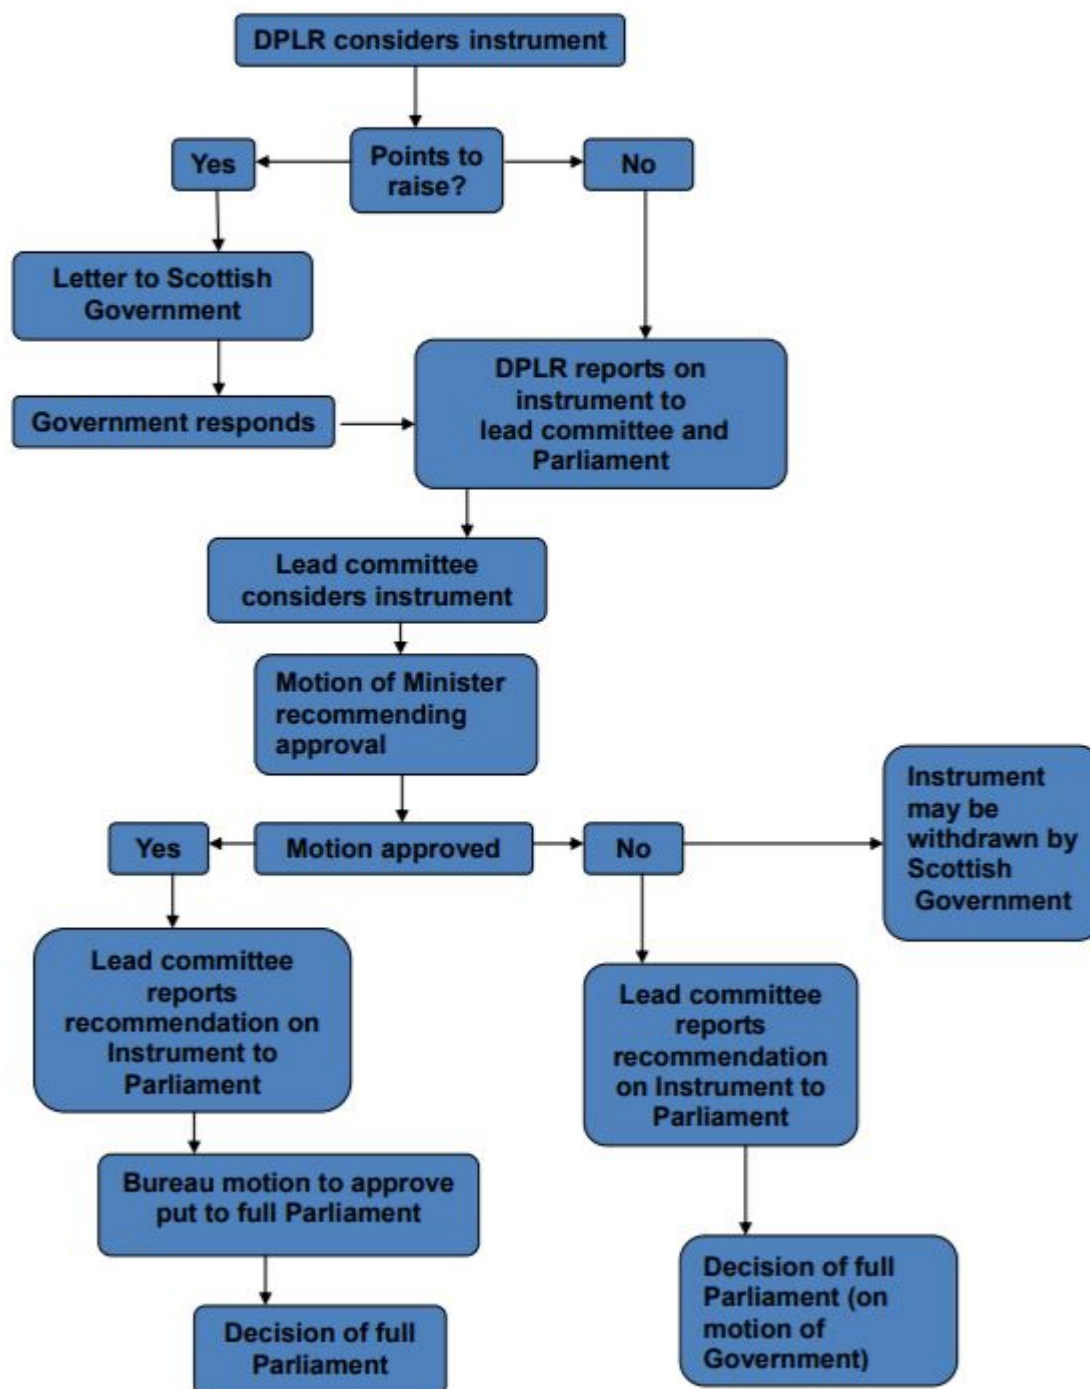 DPLR considers instrument
Yes
Points to
raise?
No
Letter to Scottish
Government
DPLR reports on
instrument to
lead committee and
Parliament
Government responds
Lead committee
considers instrument
Motion of Minister
recommending
approval
Instrument
may be
withdrawn by
Scottish
Government
Yes
Motion approved
No
Lead committee
reports
recommendation on
Instrument to
Parliament
Lead committee
reports
recommendation
on Instrument to
Parliament
Bureau motion to approve
put to full Parliament
Decision of full
Parliament (on
motion of
Government)
Decision of full
Parliament